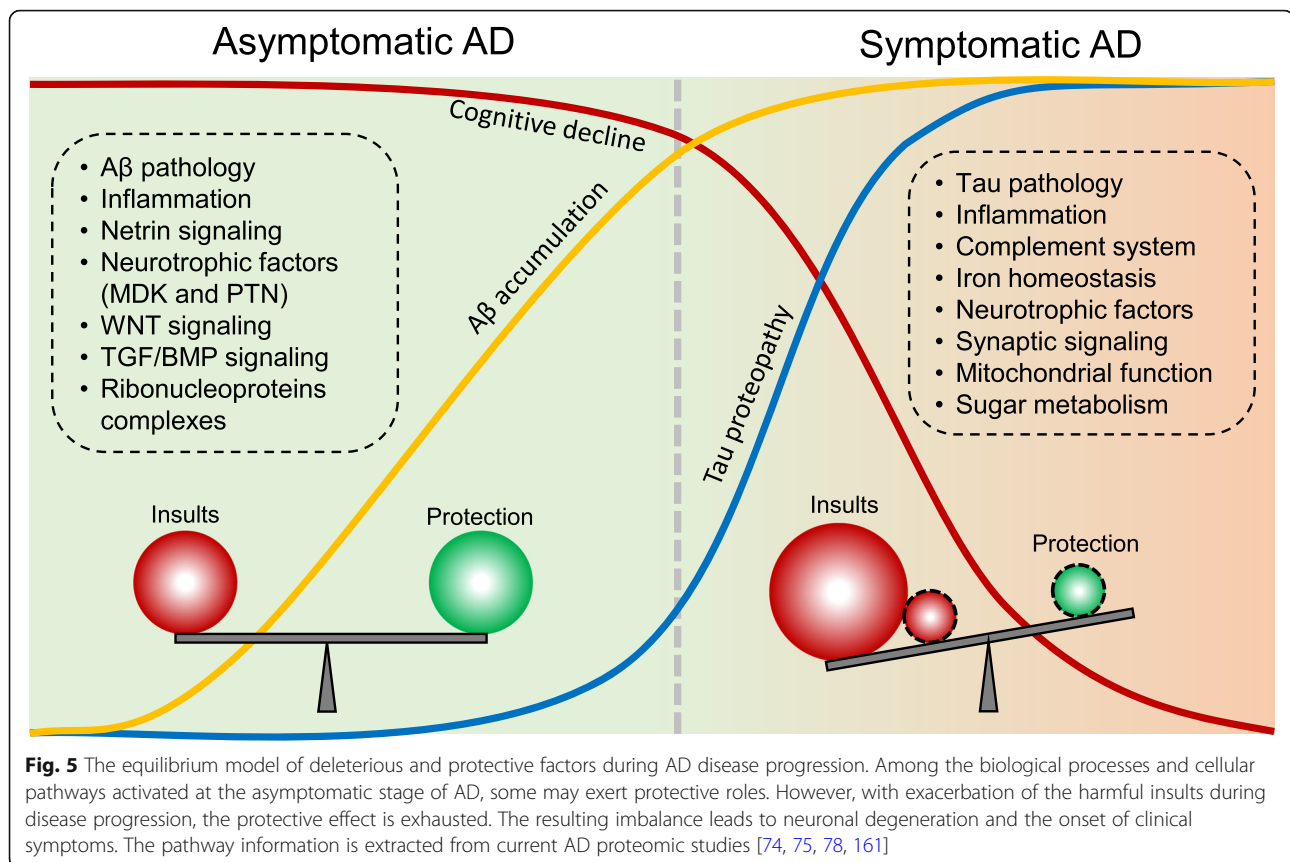 Asymptomatic AD
Symptomatic AD
Cognitive decline
Aβ accumulation
Tau proteopathy
• Aβ pathology
• Inflammation
• Netrin signaling
• Neurotrophic factors
(MDK and PTN)
• WNT signaling
• TGF/BMP signaling
• Ribonucleoproteins
complexes
• Tau pathology
• Inflammation
• Complement system
• Iron homeostasis
• Neurotrophic factors
• Synaptic signaling
• Mitochondrial function
• Sugar metabolism
Insults
Protection
Insults
Protection
Fig. 5 The equilibrium model of deleterious and protective factors during AD disease progression. Among the biological processes and cellular
pathways activated at the asymptomatic stage of AD, some may exert protective roles. However, with exacerbation of the harmful insults during
disease progression, the protective effect is exhausted. The resulting imbalance leads to neuronal degeneration and the onset of clinical
symptoms. The pathway information is extracted from current AD proteomic studies [74, 75, 78, 161]